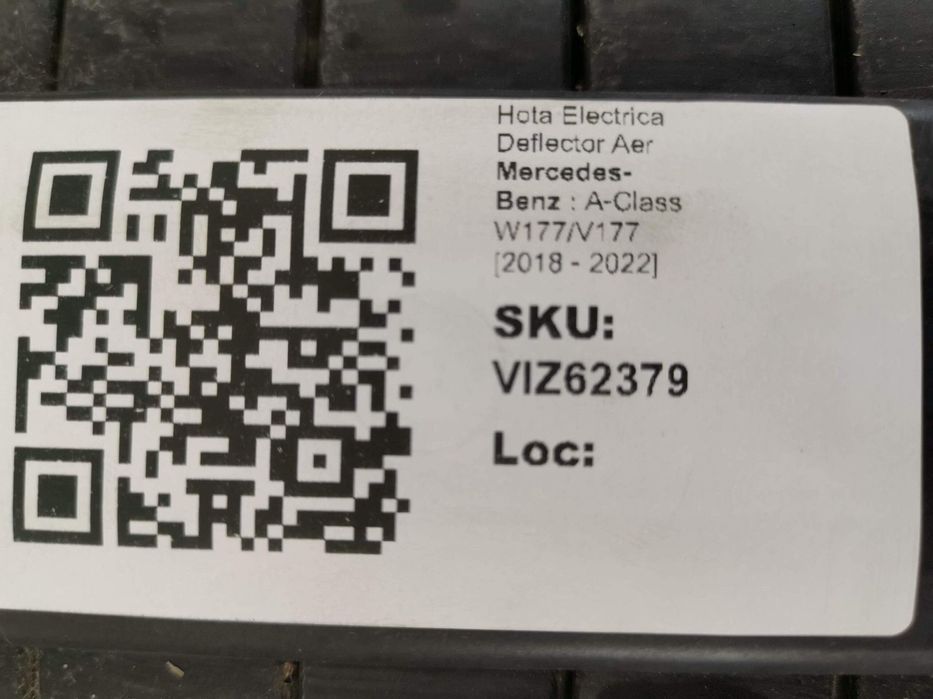 Hota Electrica
Deflector Aer
Mercedes-
Benz : A-Class
W177/V177
[2018 - 2022]
SKU:
VIZ62379
Loc: